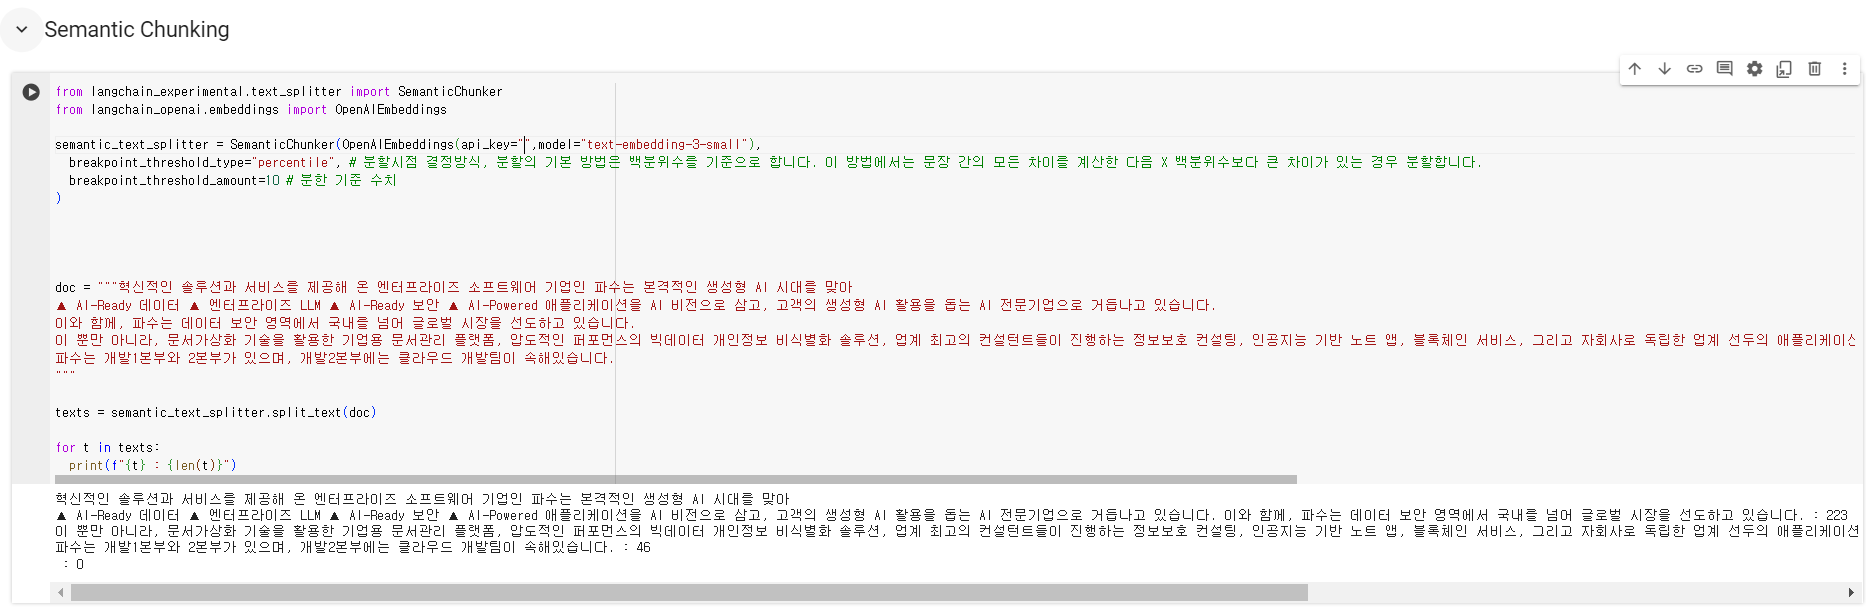 Semantic Chunking
from langchain_experimental.text_splitter import SemanticChunker
from langchain_openai.embeddings import OpenAIEmbeddings
semantic_text_splitter = SemanticChunker(OpenAIEmbeddings(api_key="",model="text-embedding-3-small"),
breakpoint_threshold_type="percentile", # 분할시점 결정방식, 분할의 기본 방법은 백분위수를 기준으로 합니다. 이 방법에서는 문장 간의 모든 차이를 계산한 다음 X 백분위수보다 큰 차이가 있는 경우 분할합니다.
breakpoint_threshold_amount=10 # 분한 기준 수치
)
doc = """혁신적인 솔루션과 서비스를 제공해 온 엔터프라이즈 소프트웨어 기업인 파수는 본격적인 생성형 AI 시대를 맞아
▲ AI-Ready 데이터 ▲ 엔터프라이즈 LLM ▲ AI-Ready 보안 ▲ AI-Powered 애플리케이션을 AI 비전으로 삼고, 고객의 생성형 AI 활용을 돕는 AI 전문기업으로 거듭나고 있습니다.
이와 함께, 파수는 데이터 보안 영역에서 국내를 넘어 글로벌 시장을 선도하고 있습니다.
이 뿐만 아니라, 문서가상화 기술을 활용한 기업용 문서관리 플랫폼, 압도적인 퍼포먼스의 빅데이터 개인정보 비식별화 솔루션, 업계 최고의 컨설턴트들이 진행하는 정보보호 컨설팅, 인공지능 기반 노트 앱, 블록체인 서비스, 그리고 자회사로 독립한 업계 선두의 애플리케이션
파수는 개발1본부와 2본부가 있으며, 개발2본부에는 클라우드 개발팀이 속해있습니다.
"""
texts = semantic_text_splitter.split_text(doc)
for t in texts:
print(f"{t} : {len(t)}")
혁신적인 솔루션과 서비스를 제공해 온 엔터프라이즈 소프트웨어 기업인 파수는 본격적인 생성형 AI 시대를 맞아
▲ AI-Ready 데이터 ▲ 엔터프라이즈 LLM ▲ AI-Ready 보안 ▲ AI-Powered 애플리케이션을 AI 비전으로 삼고, 고객의 생성형 AI 활용을 돕는 AI 전문기업으로 거듭나고 있습니다. 이와 함께, 파수는 데이터 보안 영역에서 국내를 넘어 글로벌 시장을 선도하고 있습니다. : 223
이 뿐만 아니라, 문서가상화 기술을 활용한 기업용 문서관리 플랫폼, 압도적인 퍼포먼스의 빅데이터 개인정보 비식별화 솔루션, 업계 최고의 컨설턴트들이 진행하는 정보보호 컨설팅, 인공지능 기반 노트 앱, 블록체인 서비스, 그리고 자회사로 독립한 업계 선두의 애플리케이션
파수는 개발1본부와 2본부가 있으며, 개발2본부에는 클라우드 개발팀이 속해있습니다. : 46
: 0